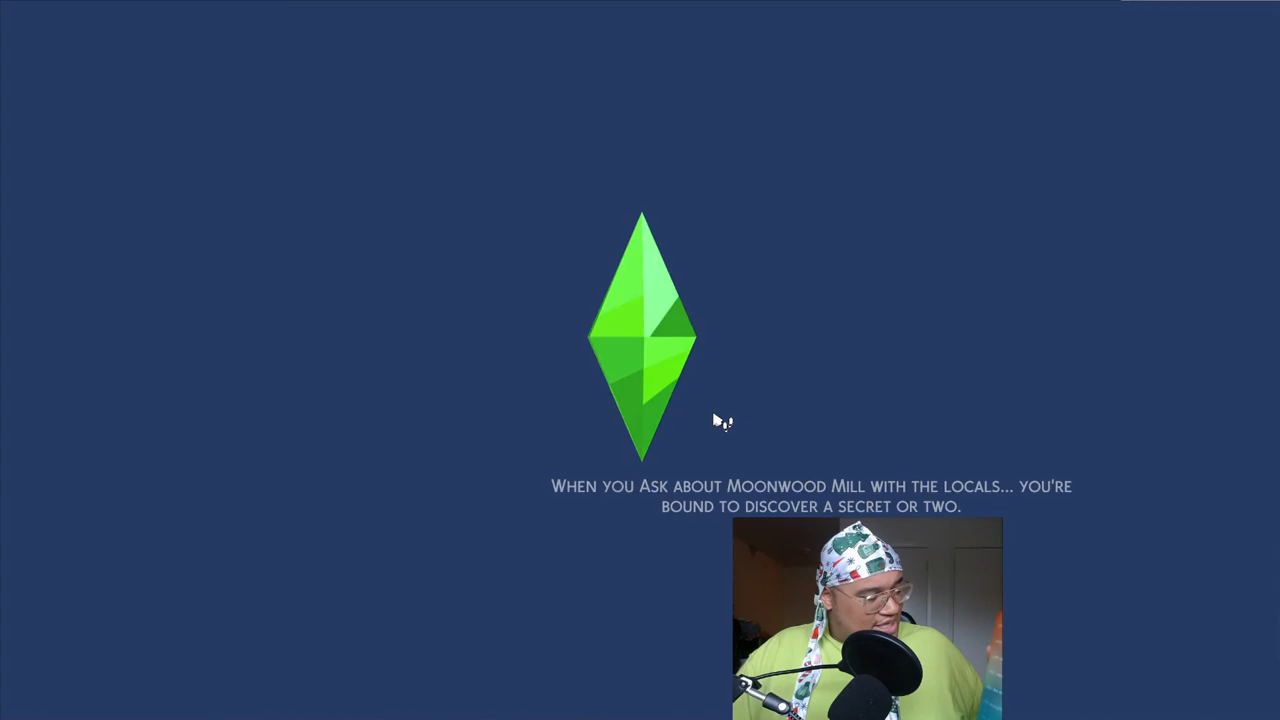 When you Ask about Moonwood Mill with the locals... you're
bound to discover a secret or two.